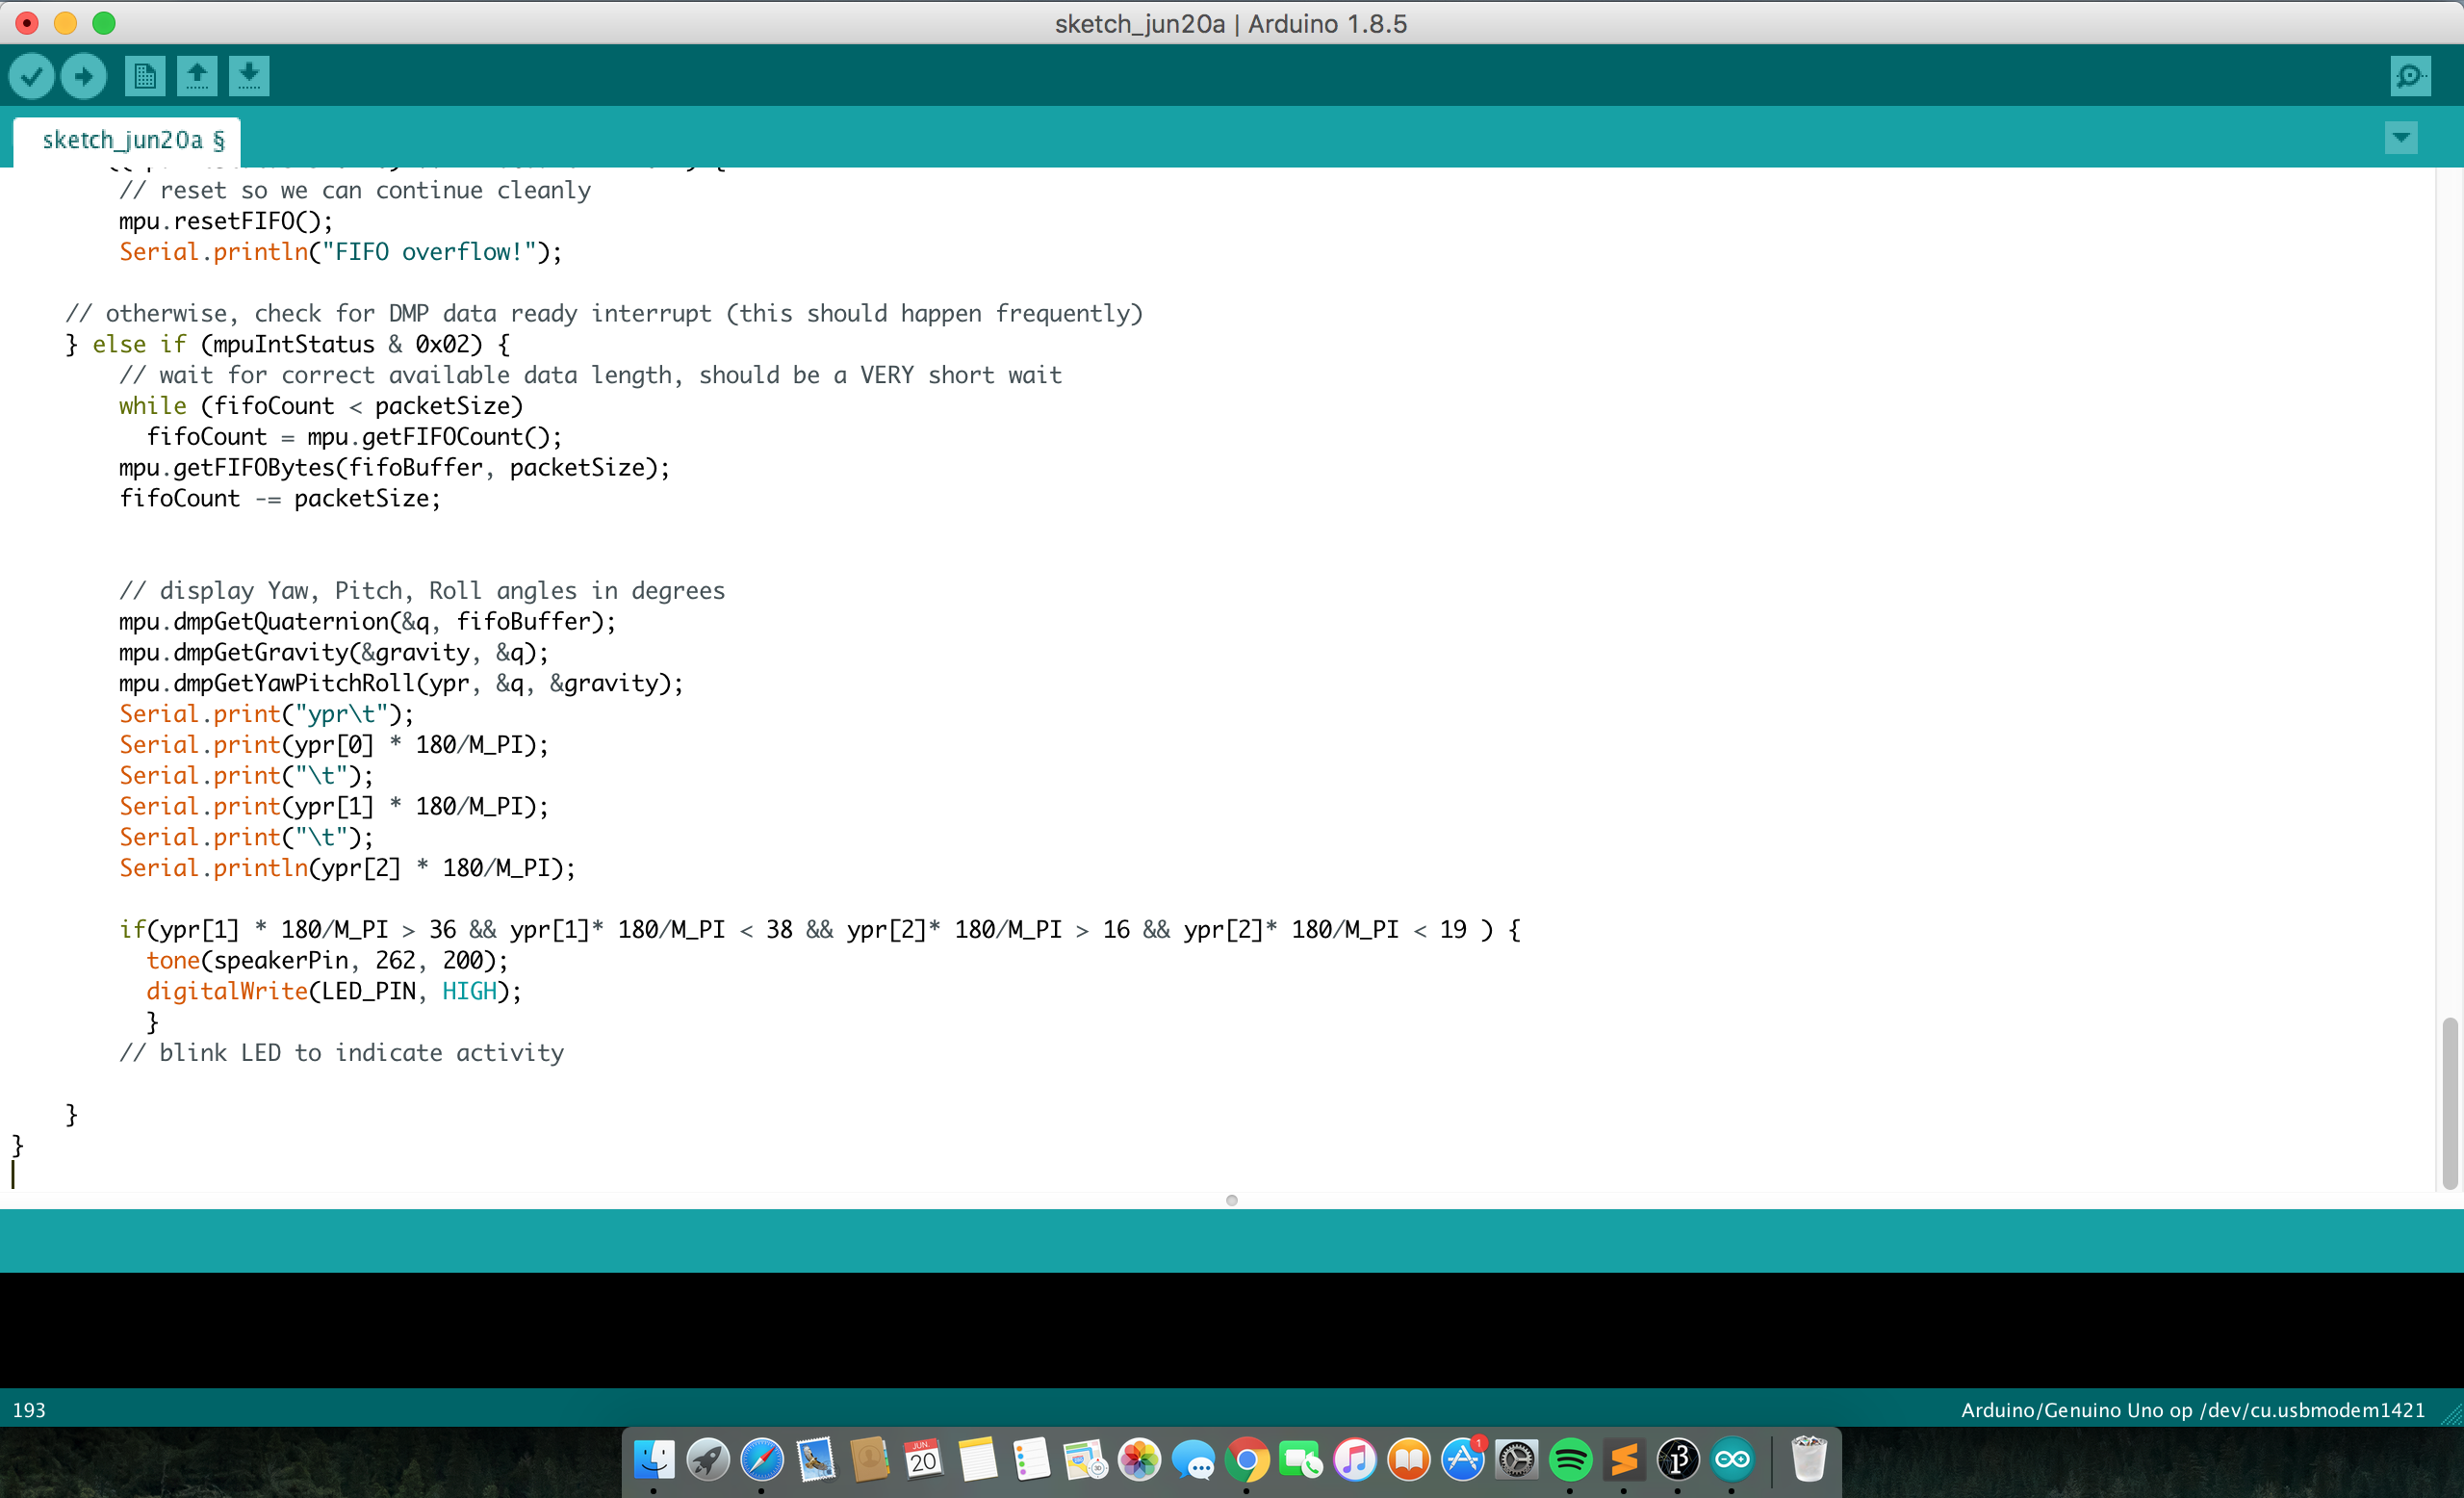 sketch_jun20a | Arduino 1.8.5
sketch_jun20a §
// reset so we can continue cleanly
mpu.resetFIFO();
Serial.println("FIFO overflow!");
// otherwise, check for DMP data ready interrupt (this should happen frequently)
} else if (mpuIntStatus & 0x02) {
// wait for correct available data length, should be a VERY short wait
while (fifoCount < packetSize)
fifoCount = mpu.getFIFOCount();
mpu.getFIFOBytes(fifoBuffer, packetSize);
fifoCount -= packetSize;
// display Yaw, Pitch, Roll angles in degrees
mpu.dmpGetQuaternion(&q, fifoBuffer);
mpu.dmpGetGravity(&gravity, &q);
mpu.dmpGetYawPitchRoll(ypr, &q, &gravity);
Serial.print("ypr\t");
Serial.print(ypr[0] * 180/M_PI);
Serial.print("\t");
Serial.print(ypr[1] * 180/M_PI);
Serial.print("\t");
Serial.println(ypr[2] * 180/M_PI);
if(ypr[1] * 180/M_PI > 36 && ypr[1]* 180/M_PI < 38 && ypr[2]* 180/M_PI > 16 && ypr[2]* 180/M_PI < 19 ) {
tone(speakerPin, 262, 200);
digitalWrite(LED_PIN, HIGH);
}
// blink LED to indicate activity
}
}
193
Arduino/Genuino Uno op /dev/cu.usbmodem1421
JUN
20
1